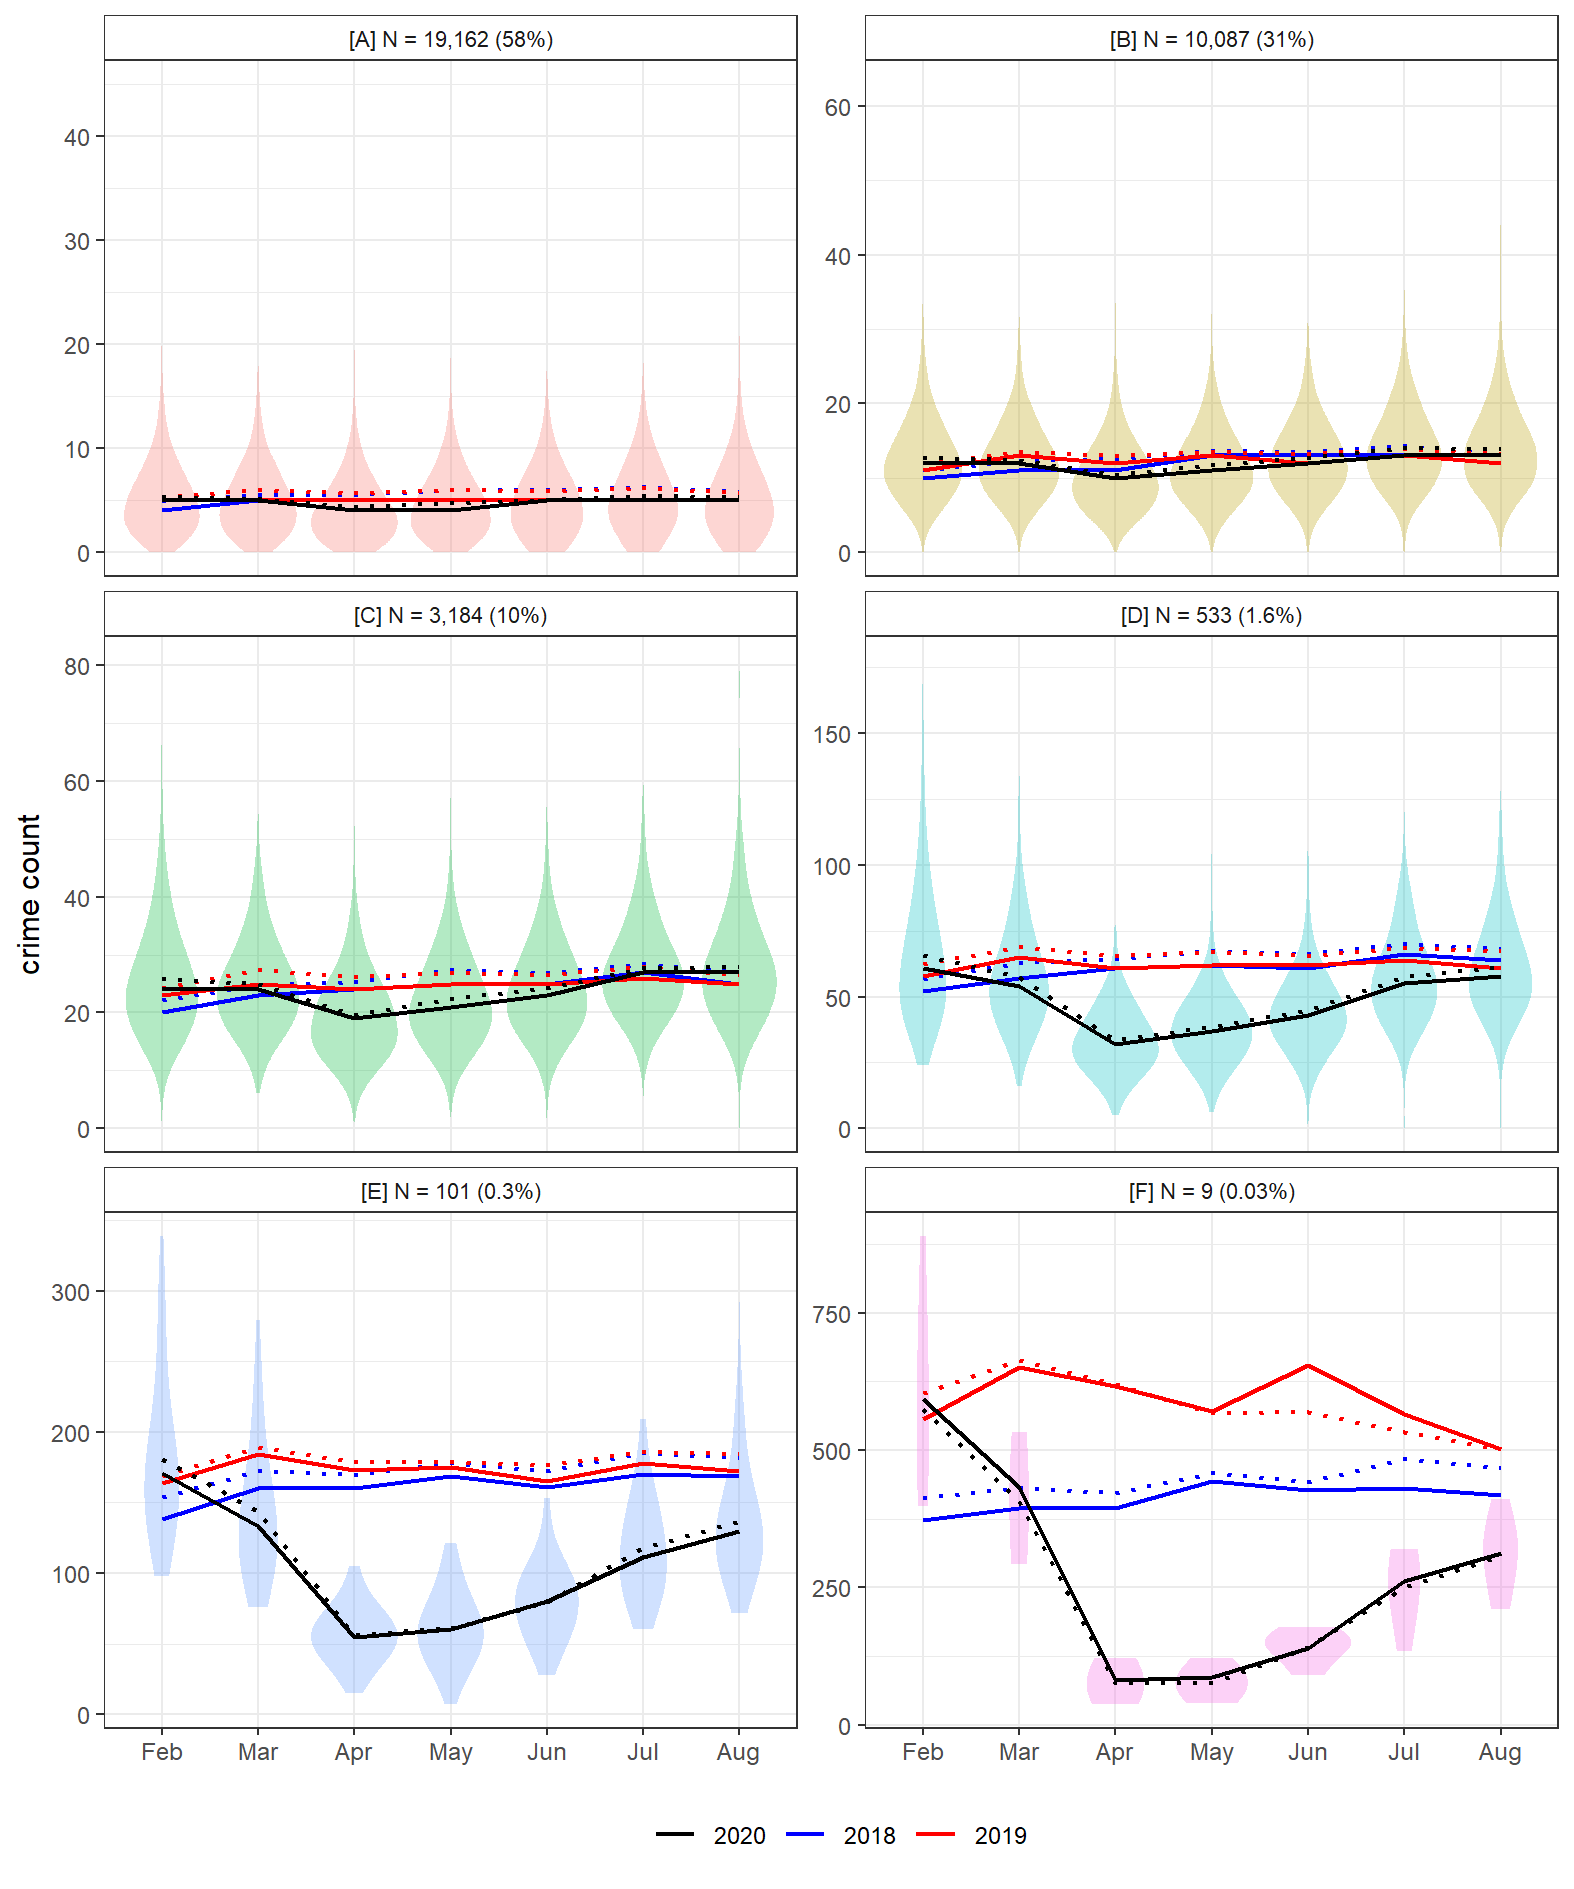 [A] N = 19,162 (58%)
[B] N = 10,087 (31%)
40
30
20
10
0
60
40
20
0
[C] N = 3,184 (10%)
[D] N = 533 (1.6%)
80
60
40
20
0
150
100
50
0
crime count
[E] N = 101 (0.3%)
[F] N = 9 (0.03%)
300
200
100
0
750
500
250
0
Feb Mar Apr May Jun Jul Aug
Feb Mar Apr May Jun Jul Aug
2020 2018 2019